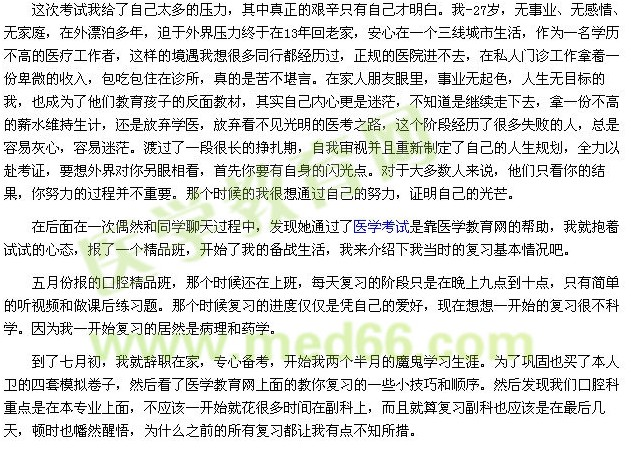 这次考试我给了自己太多的压力，其中真正的艰辛只有自己才明白。我-27岁，无事业、无感情、
无家庭，在外漂泊多年，迫于外界压力终于在13年回老家，安心在一个三线城市生活，作为一名学历
不高的医疗工作者，这样的境遇我想很多同行都经历过，正规的医院进不去，在私人门诊工作拿着一
份卑微的收入，包吃包住在诊所，真的是苦不堪言。在家人朋友眼里，事业无起色，人生无目标的
我，也成为了他们教育孩子的反面教材，其实自己内心更是迷茫，不知道是继续走下去，拿一份不高
的薪水维持生计，还是放弃学医，放弃看不见光明的医考之路，这个阶段经历了很多失败的人，总是
容易灰心，容易迷茫。渡过了一段很长的挣扎期，自我审视并且重新制定了自己的人生规划，全力以
赴考证，要想外界对你另眼相看，首先你要有自身的闪光点。对于大多数人来说，他们只看你的结
果，你努力的过程并不重要。那个时候的我很想通过自己的努力，证明自己的光芒。
在后面在一次偶然和同学聊天过程中，发现她通过了医学考试是靠医学教育网的帮助，我就抱着
试试的心态，报了一个精品班，开始了我的备战生活，我来介绍下我当时的复习基本情况吧。
五月份报的口腔精品班，那个时候还在上班，每天复习的阶段只是在晚上九点到十点，只有简单
的听视频和做课后练习题。那个时候复习的进度仅仅是凭自己的爱好，现在想想一开始的复习很不科
学。因为我一开始复习的居然是病理和药学。
到了七月初，我就辞职在家，专心备考，开始我两个半月的魔鬼学习生涯。为了巩固也买了本人
卫的四套模拟卷子，然后看了医学教育网上面的教你复习的一些小技巧和顺序。然后发现我们口腔科
重点是在本专业上面，不应该一开始就花很多时间在副科上，而且就算复习副科也应该是在最后几
天，顿时也幡然醒悟，为什么之前的所有复习都让我有点不知所措。
医学教育网
www.med66.com